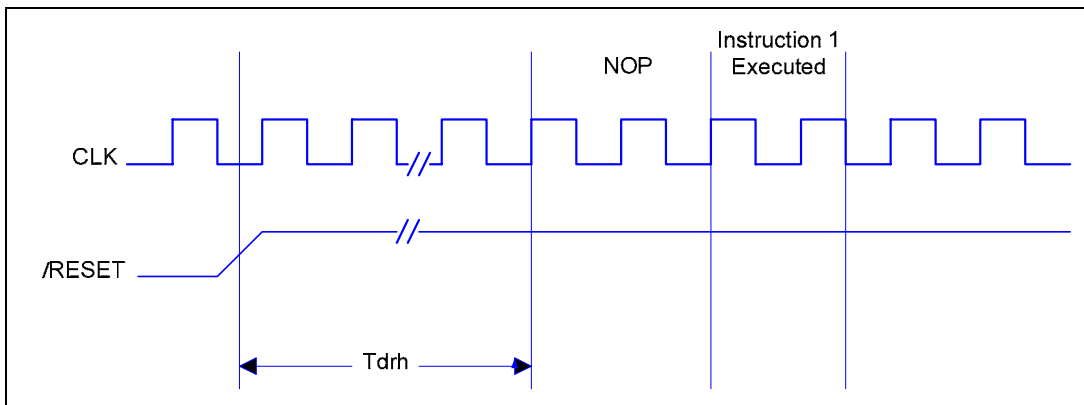 Instruction 1
Executed
NOP
CLK
/RESET
Tdrh